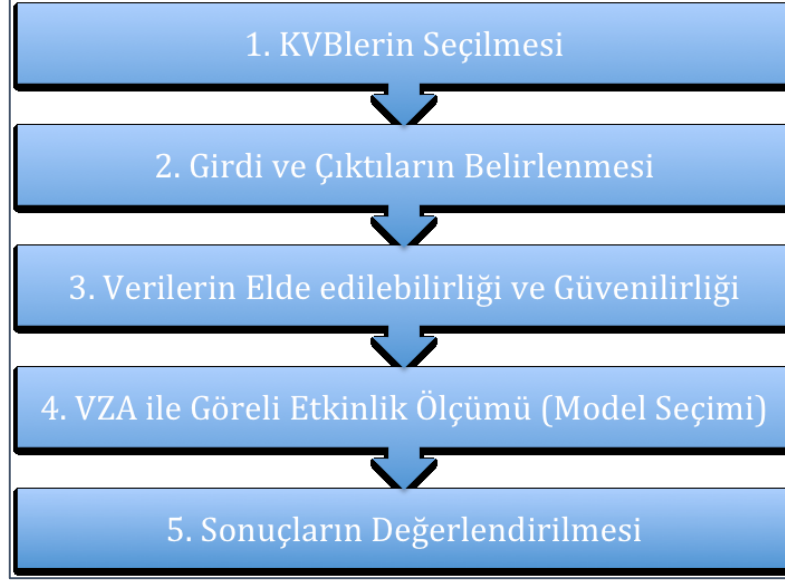 1. KVBlerin Seçilmesi
2. Girdi ve Çıktıların Belirlenmesi
3. Verilerin Elde edilebilirliği ve Güvenilirliği
4. VZA ile Göreli Etkinlik Ölçümü (Model Seçimi)
5. Sonuçların Değerlendirilmesi